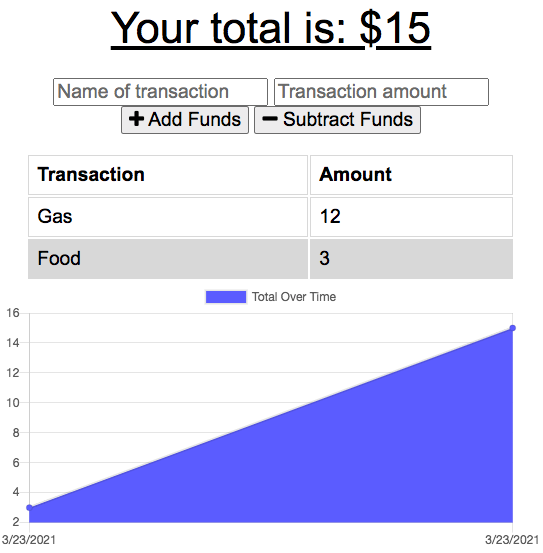 Your total is: $15
Name of transaction Transaction amount
+ Add Funds − Subtract Funds
Transaction Amount
Gas 12
Food 3
Total Over Time
16
14
12
10
8
6
4
2
3/23/2021 3/23/2021